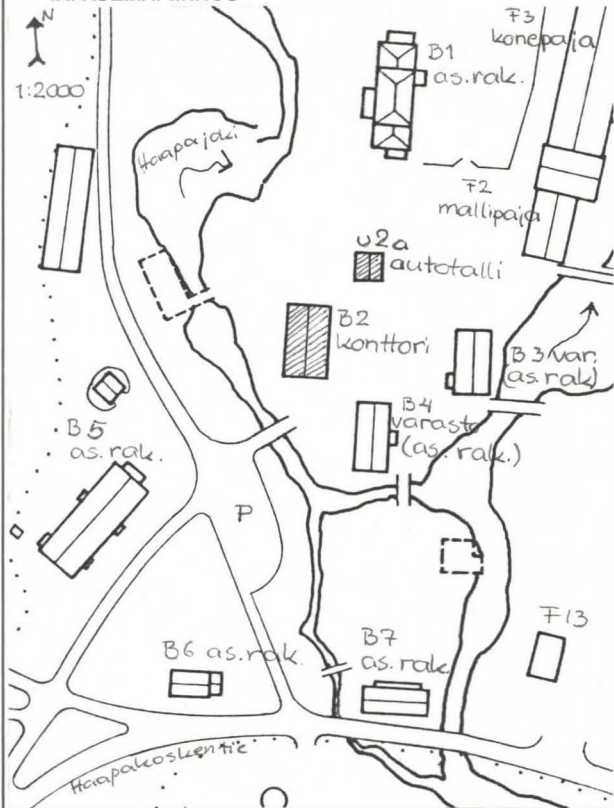 N
1:2000
F3
konepaja
B1
as.rak.
Haapajoki
F2
mallipaja
u2a
autotalli
B2
konttori
B3 var.
(as.rak)
B4
varasto
(as.rak.)
B5
as.rak.
P
F13
B6 as.rak.
B7
as.rak.
Haapakoskentie